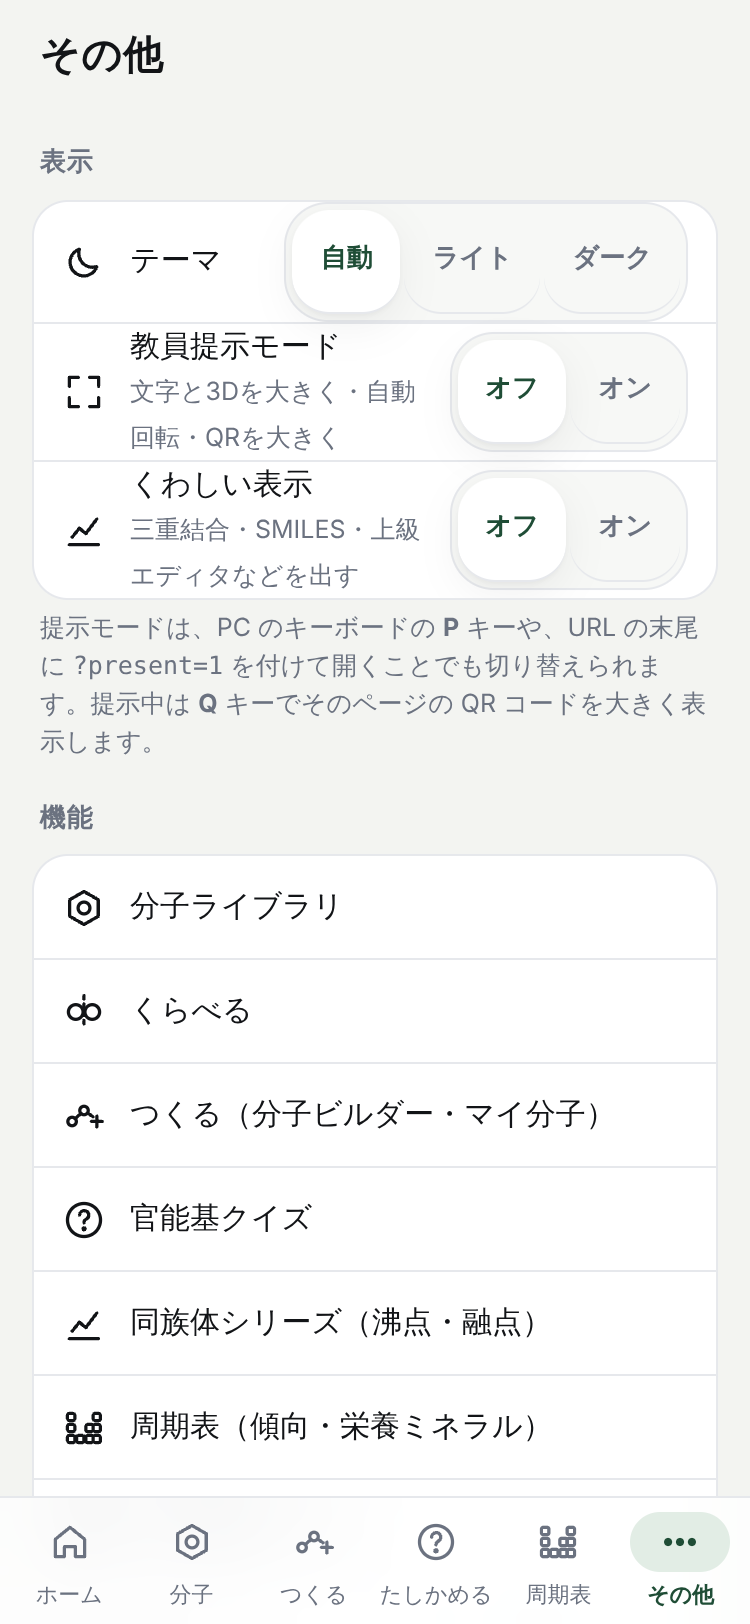 その他
表示
テーマ 自動 ライト ダーク
教員提示モード
文字と3Dを大きく・自動
回転・QRを大きく
オフ オン
くわしい表示
三重結合・SMILES・上級
エディタなどを出す
オフ オン
提示モードは、PC のキーボードの P キーや、URL の末尾
に ?present=1 を付けて開くことでも切り替えられま
す。提示中は Q キーでそのページの QR コードを大きく表
示します。
機能
分子ライブラリ
くらべる
つくる（分子ビルダー・マイ分子）
官能基クイズ
同族体シリーズ（沸点・融点）
周期表（傾向・栄養ミネラル）
ホーム 分子 つくる たしかめる 周期表 その他